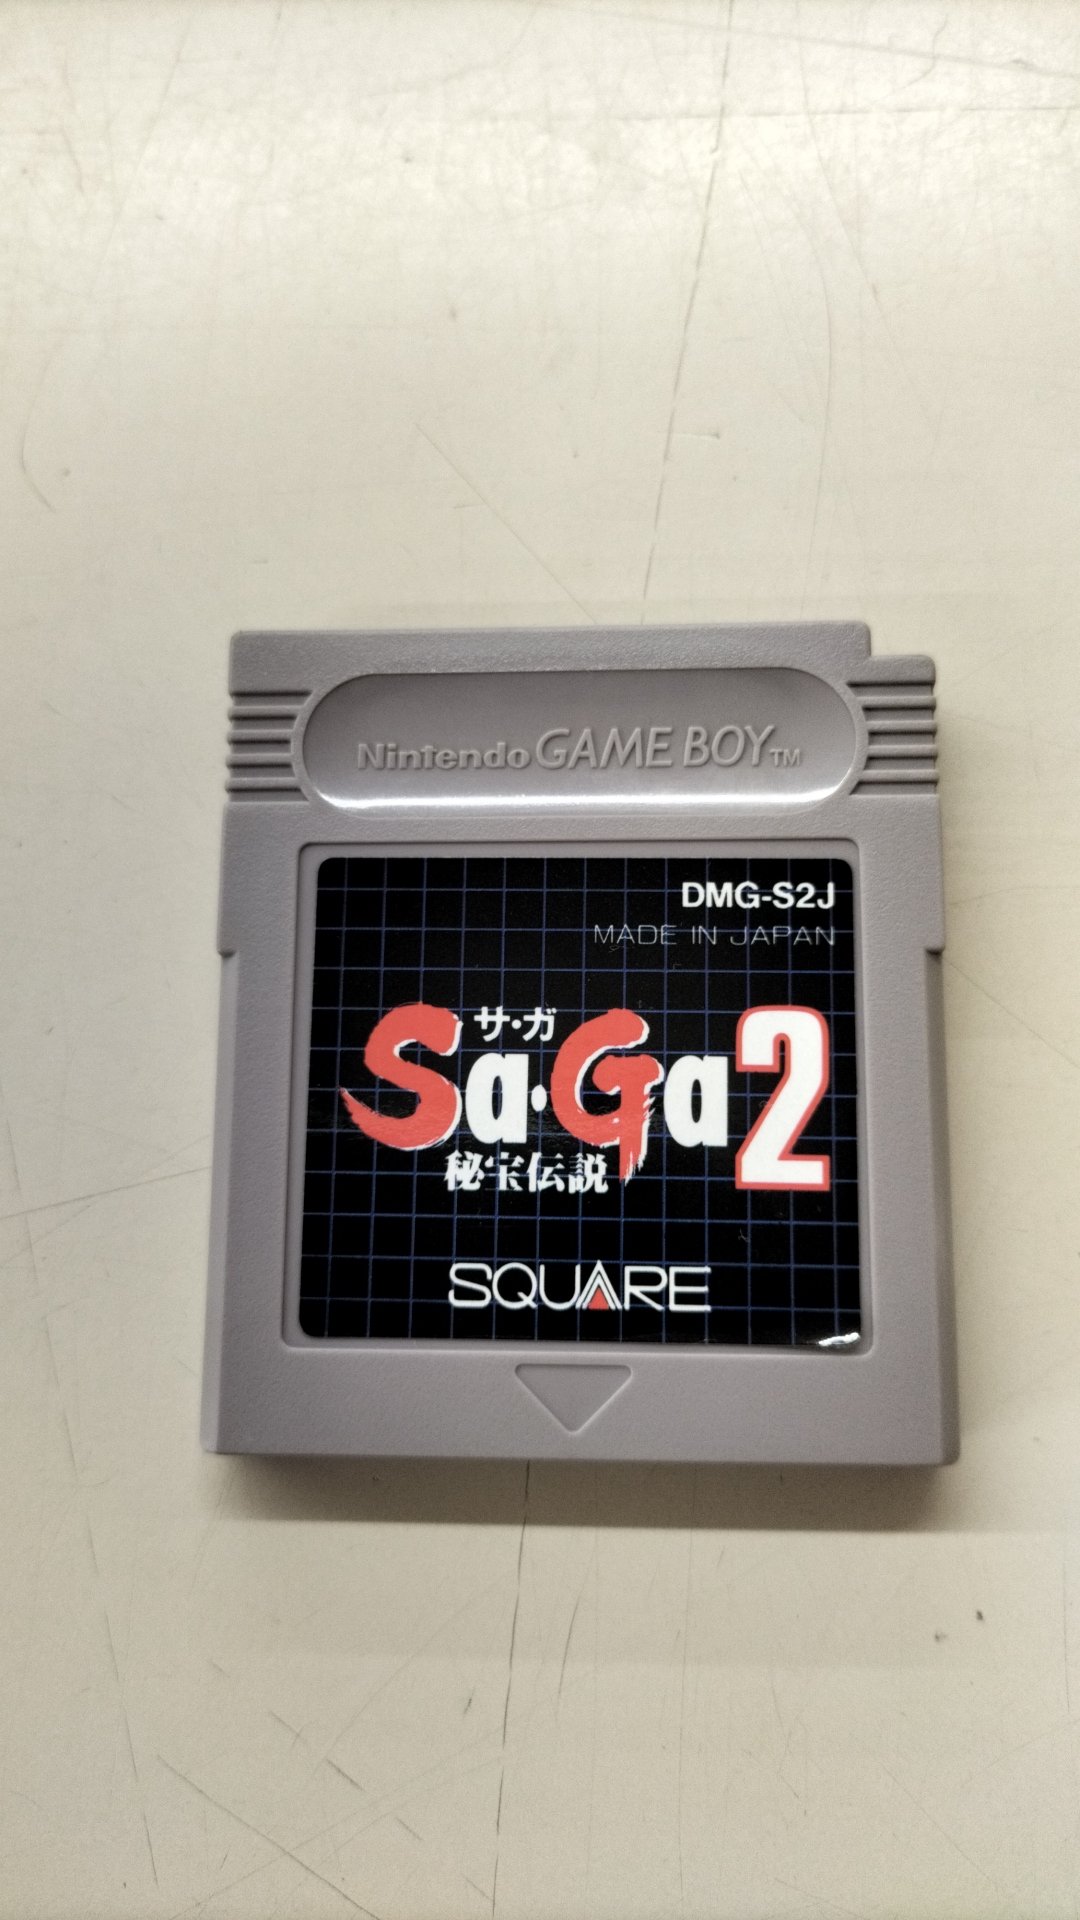 Nintendo GAME BOY™
DMG-S2J
MADE IN JAPAN
サ・ガ
Sa・Ga2
秘宝伝説
SQUARE